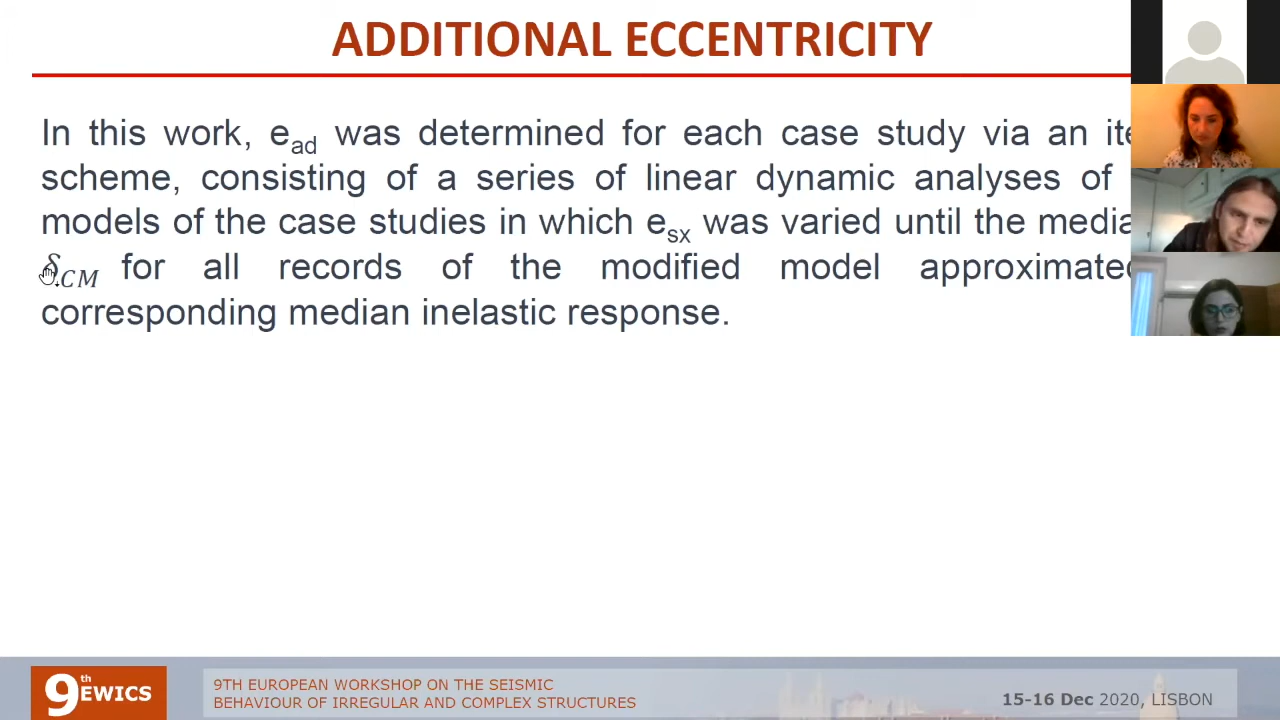 ADDITIONAL ECCENTRICITY
In this work, e_ad was determined for each case study via an
scheme, consisting of a series of linear dynamic analyses of
models of the case studies in which e_sx was varied until the
δ_CM for all records of the modified model
corresponding median inelastic response.
9th EWICS
9TH EUROPEAN WORKSHOP ON THE SEISMIC
BEHAVIOUR OF IRREGULAR AND COMPLEX STRUCTURES
15-16 Dec 2020, LISBON